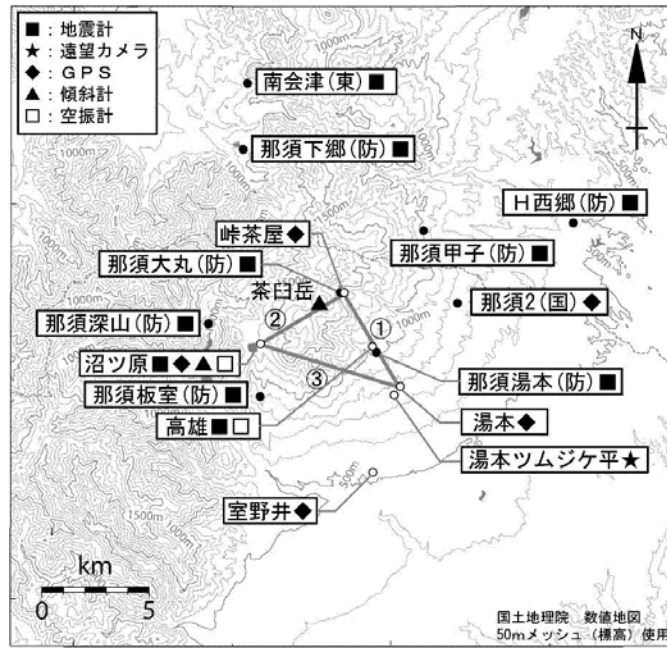 ■：地震計
★：遠望カメラ
◆：ＧＰＳ
▲：傾斜計
□：空振計
N
1000m
1000m
南会津(東)■
那須下郷(防)■
500m
Ｈ西郷(防)■
峠茶屋◆
那須甲子(防)■
那須大丸(防)■
茶臼岳
那須2(国)◆
那須深山(防)■
②
①
1000m
沼ツ原■◆▲□
③
那須湯本(防)■
那須板室(防)■
高雄■□
湯本◆
湯本ツムジケ平★
500m
室野井◆
1500m
1000m
km
0 5
国土地理院 数値地図
50mメッシュ（標高）使用